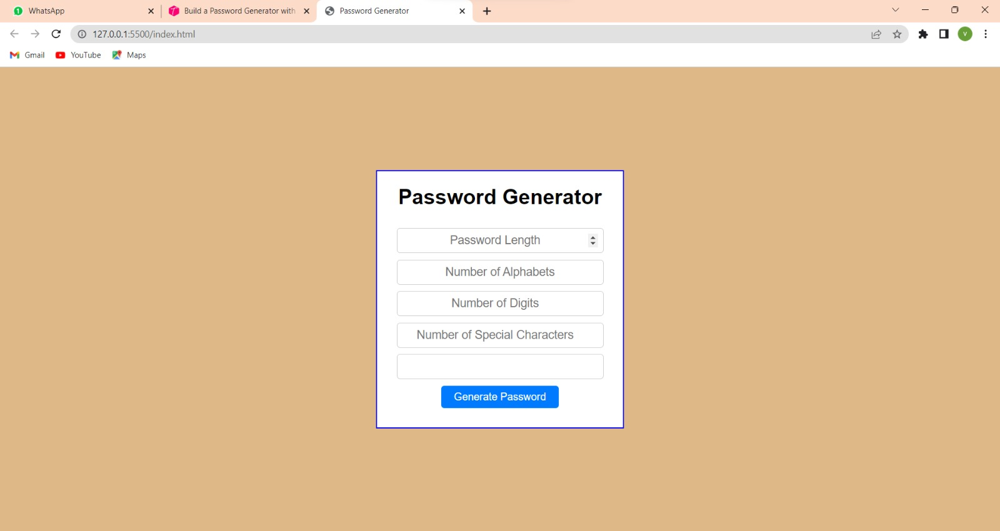 1 WhatsApp
Build a Password Generator with
Password Generator
127.0.0.1:5500/index.html
V
Gmail YouTube Maps
Password Generator
Password Length
Number of Alphabets
Number of Digits
Number of Special Characters
Generate Password